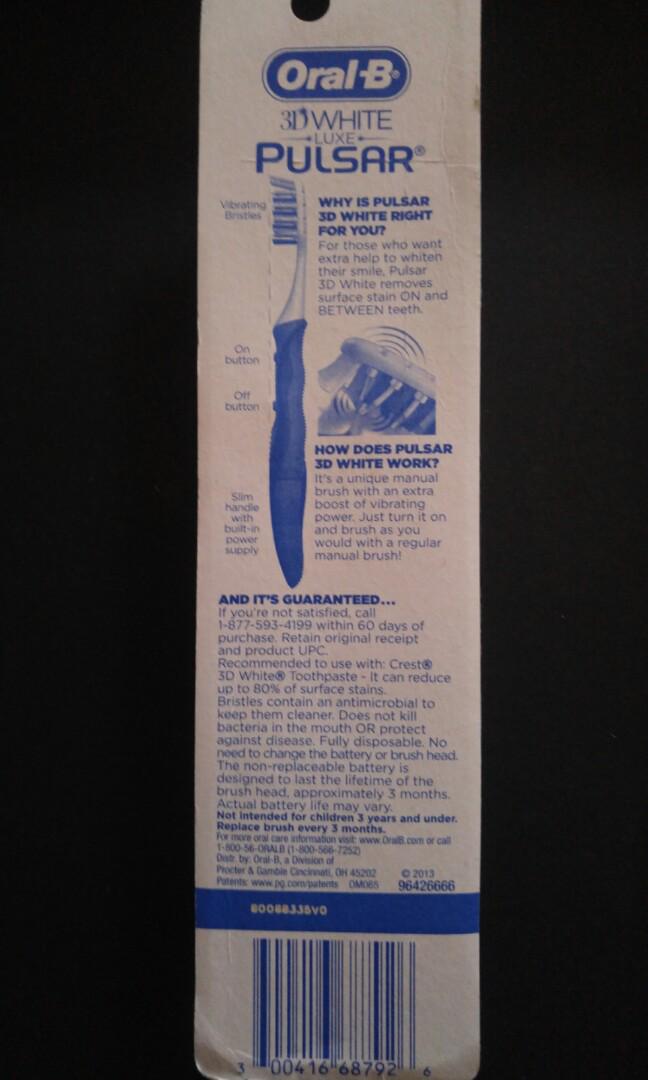 Oral-B®
3D WHITE
LUXE
PULSAR®
Vibrating
Bristles
On
button
Off
button
Slim
handle
with
built-in
power
supply
WHY IS PULSAR
3D WHITE RIGHT
FOR YOU?
For those who want
extra help to whiten
their smile, Pulsar
3D White removes
surface stain ON and
BETWEEN teeth.
HOW DOES PULSAR
3D WHITE WORK?
It's a unique manual
brush with an extra
boost of vibrating
power. Just turn it on
and brush as you
would with a regular
manual brush!
AND IT'S GUARANTEED...
If you're not satisfied, call
1-877-593-4199 within 60 days of
purchase. Retain original receipt
and product UPC.
Recommended to use with: Crest®
3D White® Toothpaste - It can reduce
up to 80% of surface stains.
Bristles contain an antimicrobial to
keep them cleaner. Does not kill
bacteria in the mouth OR protect
against disease. Fully disposable. No
need to change the battery or brush head.
The non-replaceable battery is
designed to last the lifetime of the
brush head, approximately 3 months.
Actual battery life may vary.
Not intended for children 3 years and under.
Replace brush every 3 months.
For more oral care information visit: www.OralB.com or call
1-800-56-ORALB (1-800-566-7252)
Distr. by: Oral-B, a Division of
Procter & Gamble Cincinnati, OH 45202 © 2013
Patents: www.pg.com/patents OM065 96426666
3 00416 68792 6